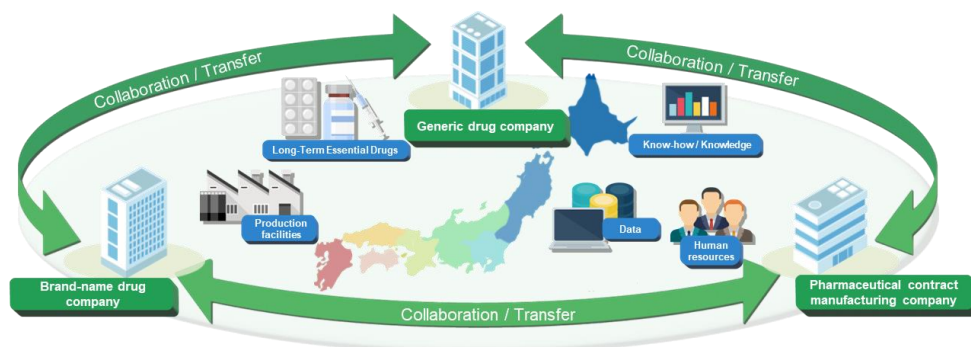 Collaboration / Transfer
Collaboration / Transfer
Generic drug company
Long-Term Essential Drugs
Know-how / Knowledge
Production
facilities
Data
Human
resources
Brand-name drug
company
Pharmaceutical contract
manufacturing company
Collaboration / Transfer